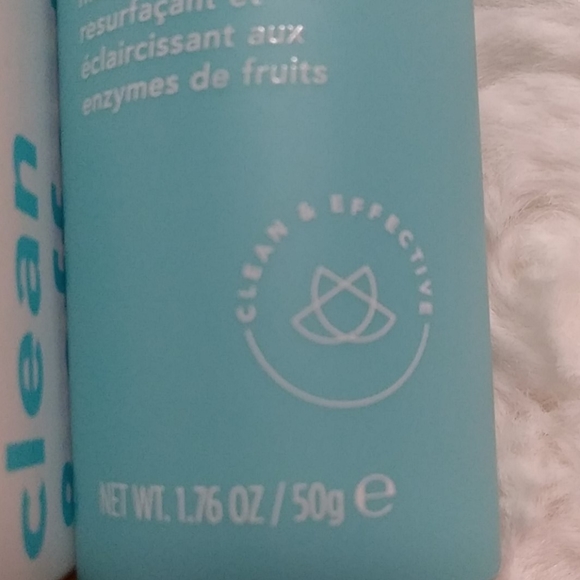 resurfaçant et
éclaircissant aux
enzymes de fruits
CLEAN & EFFECTIVE
NET WT. 1.76 OZ / 50g e
clean